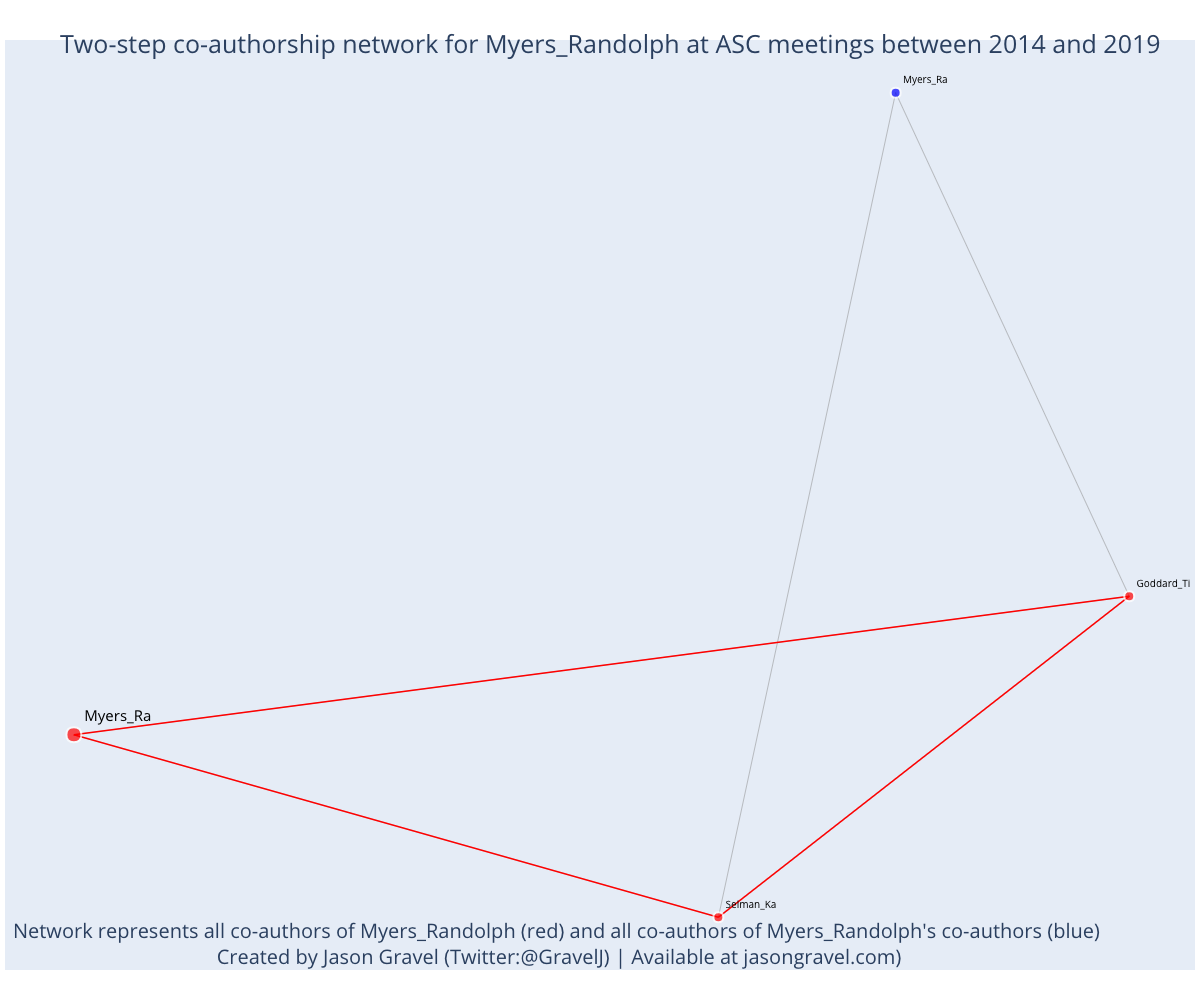 Two-step co-authorship network for Myers_Randolph at ASC meetings between 2014 and 2019
Myers_Ra
Goddard_Ti
Myers_Ra
Selman_Ka
Network represents all co-authors of Myers_Randolph (red) and all co-authors of Myers_Randolph's co-authors (blue)
Created by Jason Gravel (Twitter:@GravelJ) | Available at jasongravel.com)